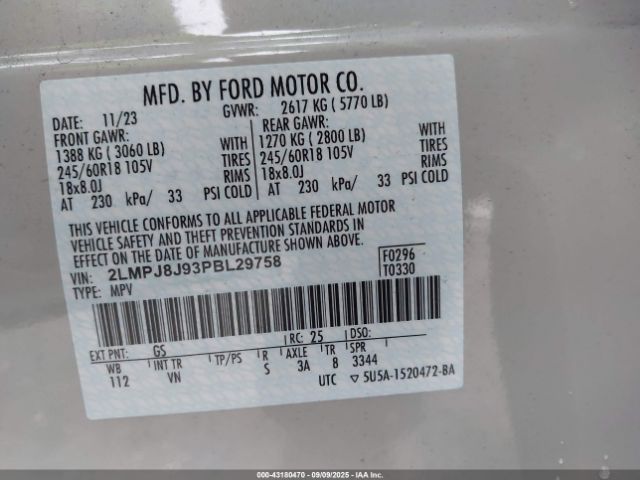 MFD. BY FORD MOTOR CO.
DATE: 11/23 GVWR: 2617 KG ( 5770 LB)
FRONT GAWR: REAR GAWR:
1388 KG ( 3060 LB) WITH 1270 KG ( 2800 LB) WITH
245/60R18 105V TIRES 245/60R18 105V TIRES
18x8.0J RIMS 18x8.0J RIMS
AT 230 kPa/ 33 PSI COLD AT 230 kPa/ 33 PSI COLD
THIS VEHICLE CONFORMS TO ALL APPLICABLE FEDERAL MOTOR
VEHICLE SAFETY AND THEFT PREVENTION STANDARDS IN
EFFECT ON THE DATE OF MANUFACTURE SHOWN ABOVE.
VIN: 2LMPJ8J93PBL29758 F0296
TYPE: MPV T0330
EXT PNT: GS RC: 25 DSO:
WB INT TR TP/PS R AXLE TR SPR
112 VN S 3A 8 3344
UTC ▽ 5U5A-1520472-BA
000-43180470 - 09/09/2025 - IAAI.com